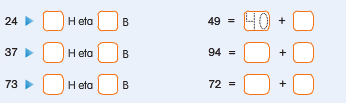 24 ▶ H eta B 49 = 40 +
37 ▶ H eta B 94 = +
73 ▶ H eta B 72 = +